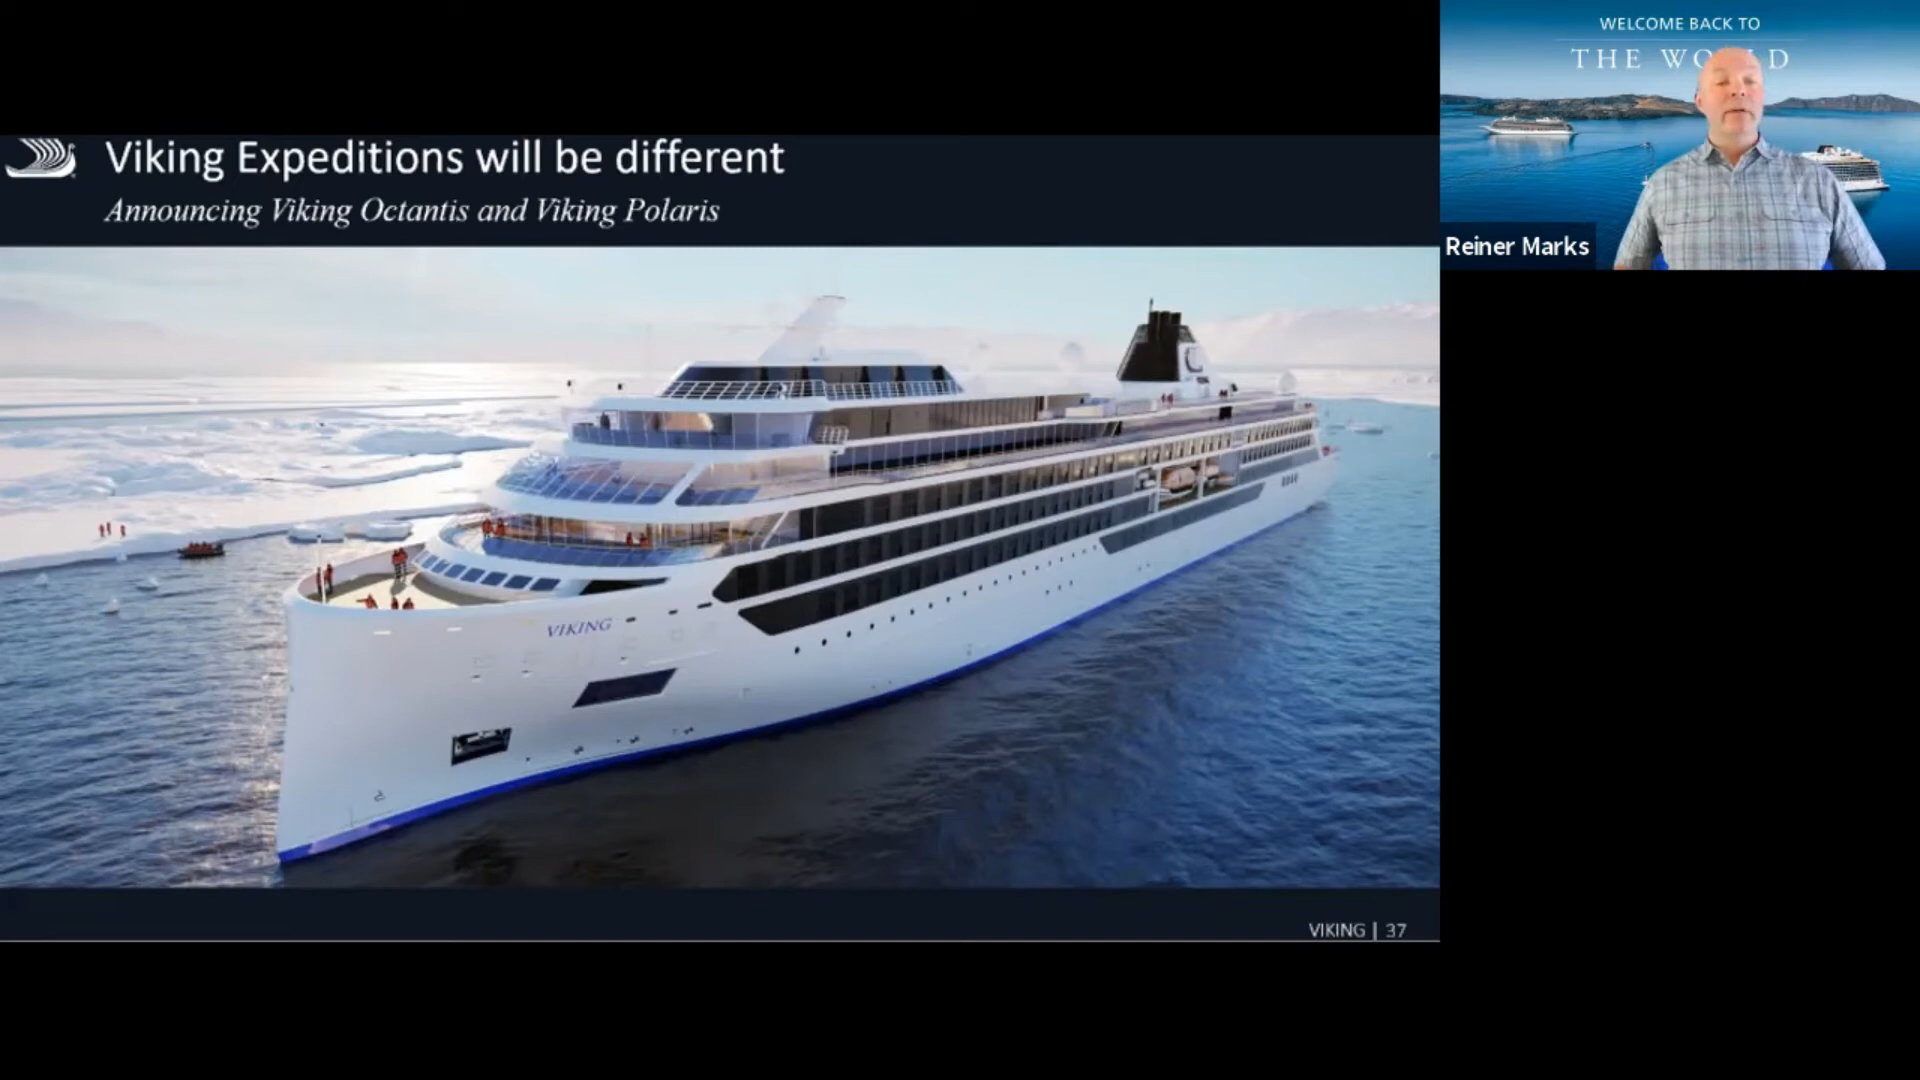 Viking Expeditions will be different
Announcing Viking Octantis and Viking Polaris
VIKING
VIKING | 37
WELCOME BACK TO
Reiner Marks